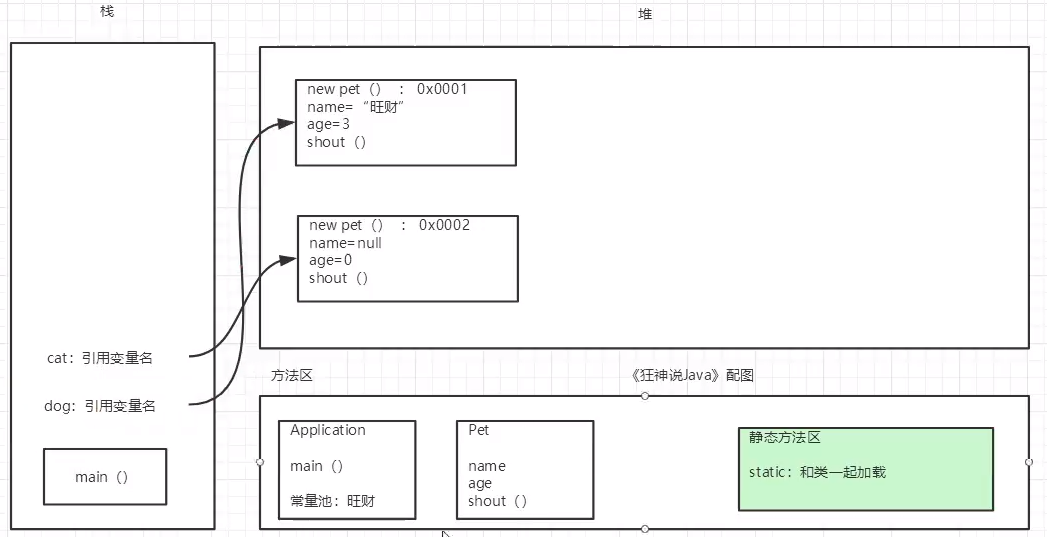 栈
堆
new pet（） ： 0x0001
name= “旺财”
age=3
shout（）
new pet（） ： 0x0002
name=null
age=0
shout（）
cat：引用变量名
dog：引用变量名
main（）
方法区
《狂神说Java》配图
Application
main（）
常量池：旺财
Pet
name
age
shout（）
静态方法区
static：和类一起加载